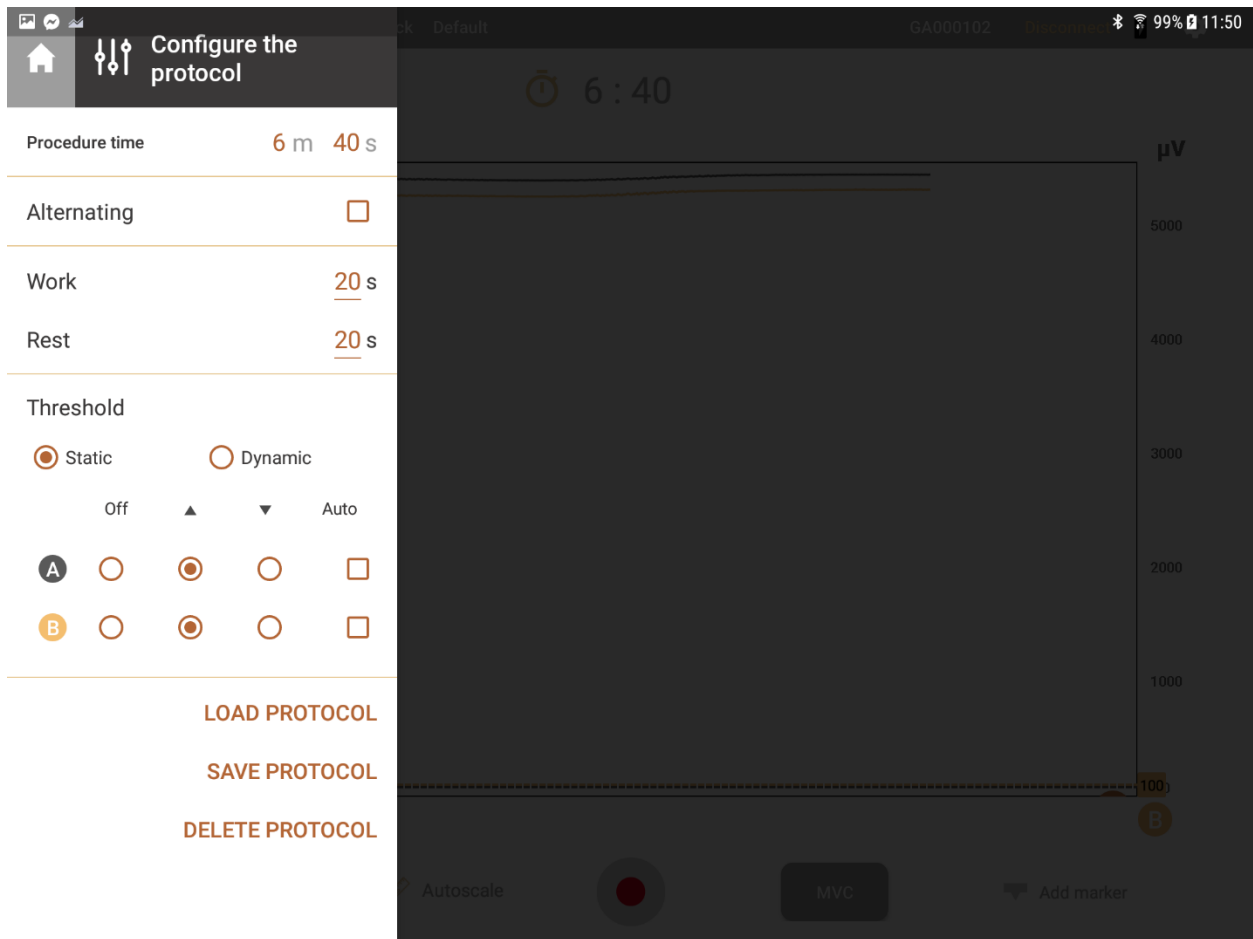 99% 11:50
Configure the
protocol
ck Default
GA000102
6 : 40
Procedure time 6 m 40 s
Alternating
Work 20 s
Rest 20 s
Threshold
Static Dynamic
Off ▲ ▼ Auto
A
B
LOAD PROTOCOL
SAVE PROTOCOL
DELETE PROTOCOL
µV
5000
4000
3000
2000
1000
100
B
Autoscale
MVC
Add marker